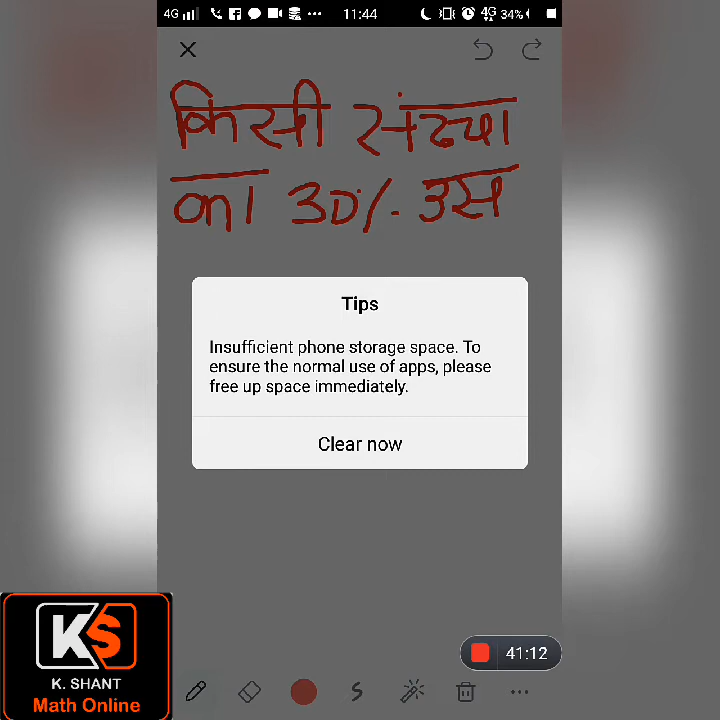 4G 11:44 4G 34%
किसी संख्या
का 30% उस
Tips
Insufficient phone storage space. To
ensure the normal use of apps, please
free up space immediately.
Clear now
41:12
KS
K. SHANT
Math Online
S